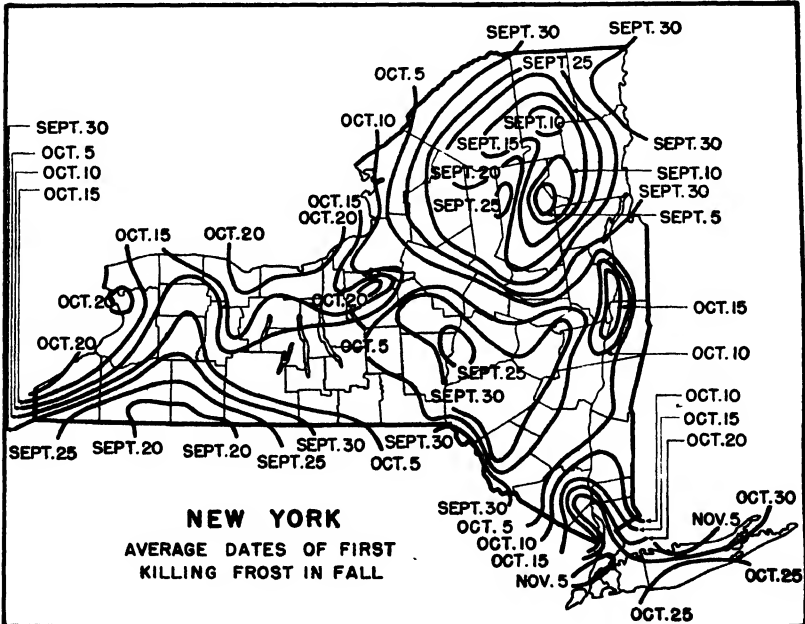 SEPT. 30
SEPT. 30
OCT. 5
SEPT. 25
OCT. 10
SEPT. 10
SEPT. 30
OCT. 5
OCT. 10
OCT. 15
SEPT. 15
SEPT. 30
SEPT. 20
SEPT. 10
SEPT. 25
SEPT. 30
SEPT. 5
OCT. 15
OCT. 20
OCT. 15
OCT. 20
OCT. 20
OCT. 20
OCT. 15
OCT. 20
OCT. 5
OCT. 10
SEPT. 25
SEPT. 30
OCT. 10
OCT. 15
OCT. 20
SEPT. 25
SEPT. 20
SEPT. 20
SEPT. 25
SEPT. 30
OCT. 5
SEPT. 30
SEPT. 30
OCT. 5
OCT. 10
OCT. 15
NOV. 5
NOV. 5
OCT. 30
OCT. 25
OCT. 25
NEW YORK
AVERAGE DATES OF FIRST
KILLING FROST IN FALL